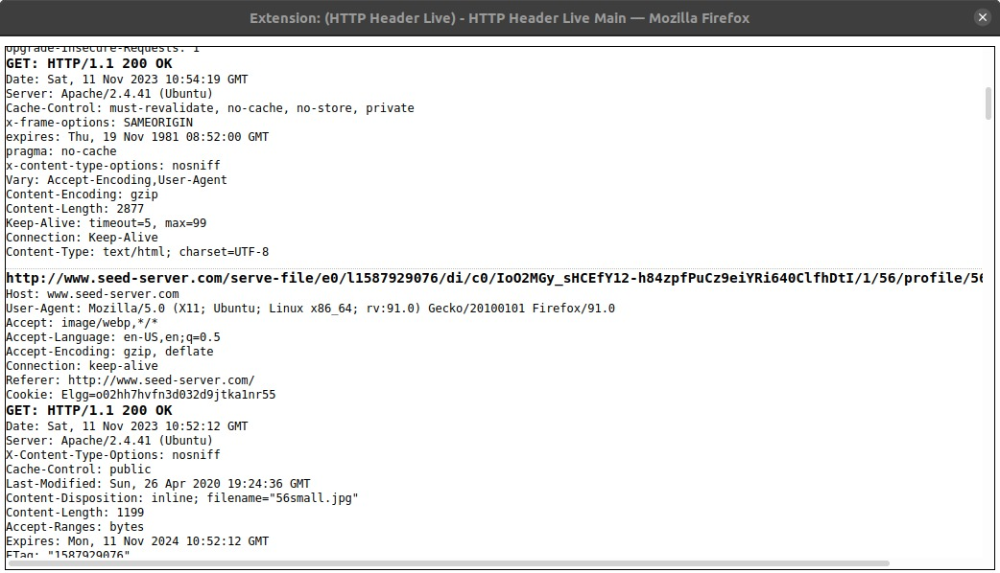 Extension: (HTTP Header Live) - HTTP Header Live Main — Mozilla Firefox
Upgrade-Insecure-Requests: 1
GET: HTTP/1.1 200 OK
Date: Sat, 11 Nov 2023 10:54:19 GMT
Server: Apache/2.4.41 (Ubuntu)
Cache-Control: must-revalidate, no-cache, no-store, private
x-frame-options: SAMEORIGIN
expires: Thu, 19 Nov 1981 08:52:00 GMT
pragma: no-cache
x-content-type-options: nosniff
Vary: Accept-Encoding,User-Agent
Content-Encoding: gzip
Content-Length: 2877
Keep-Alive: timeout=5, max=99
Connection: Keep-Alive
Content-Type: text/html; charset=UTF-8
http://www.seed-server.com/serve-file/e0/l1587929076/di/c0/IoO2MGy_sHCEfY12-h84zpfPuCz9eiYRi640ClfhDtI/1/56/profile/56
Host: www.seed-server.com
User-Agent: Mozilla/5.0 (X11; Ubuntu; Linux x86_64; rv:91.0) Gecko/20100101 Firefox/91.0
Accept: image/webp,*/*
Accept-Language: en-US,en;q=0.5
Accept-Encoding: gzip, deflate
Connection: keep-alive
Referer: http://www.seed-server.com/
Cookie: Elgg=o02hh7hvfn3d032d9jtka1nr55
GET: HTTP/1.1 200 OK
Date: Sat, 11 Nov 2023 10:52:12 GMT
Server: Apache/2.4.41 (Ubuntu)
X-Content-Type-Options: nosniff
Cache-Control: public
Last-Modified: Sun, 26 Apr 2020 19:24:36 GMT
Content-Disposition: inline; filename="56small.jpg"
Content-Length: 1199
Accept-Ranges: bytes
Expires: Mon, 11 Nov 2024 10:52:12 GMT
ETag: "1587929076"